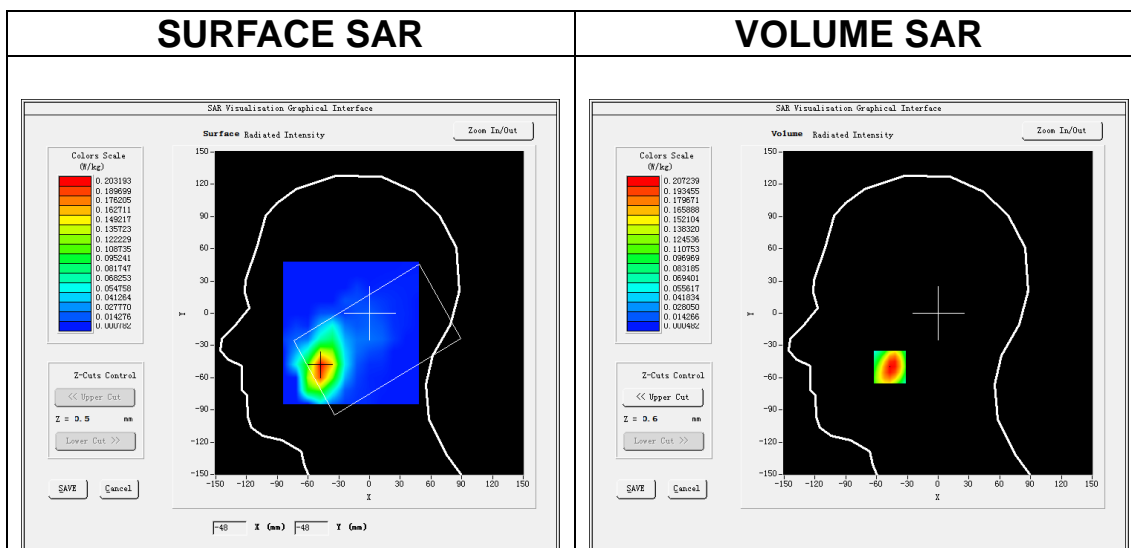 SURFACE SAR
VOLUME SAR
SAR Visualisation Graphical Interface
Surface Radiated Intensity
Zoom In/Out
Colors Scale
(W/kg)
0.203193
0.189699
0.176205
0.162711
0.149217
0.135723
0.122229
0.108735
0.095241
0.081747
0.068253
0.054758
0.041264
0.027770
0.014276
0.000782
Z-Cuts Control
<< Upper Cut
Z = 0.5 mm
Lower Cut >>
SAVE Cancel
150
120
90
60
30
0
-30
-60
-90
-120
-150
Y
-150 -120 -90 -60 -30 0 30 60 90 120 150
X
-48 X (mm) -48 Y (mm)
SAR Visualisation Graphical Interface
Volume Radiated Intensity
Zoom In/Out
Colors Scale
(W/kg)
0.207239
0.193455
0.179671
0.165888
0.152104
0.138320
0.124536
0.110753
0.096969
0.083185
0.069401
0.055617
0.041834
0.028050
0.014266
0.000482
Z-Cuts Control
<< Upper Cut
Z = 0.6 mm
Lower Cut >>
SAVE Cancel
150
120
90
60
30
0
-30
-60
-90
-120
-150
Y
-150 -120 -90 -60 -30 0 30 60 90 120 150
X